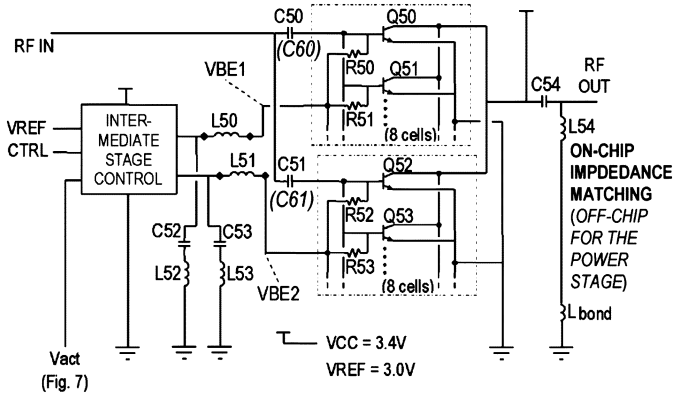 C50
(C60)
Q50
RF IN
R50
Q51
VBE1
R51
(8 cells)
C54
RF
OUT
L54
ON-CHIP
IMPDEDANCE
MATCHING
(OFF-CHIP
FOR THE
POWER
STAGE)
L bond
VREF
CTRL
INTER-
MEDIATE
STAGE
CONTROL
L50
L51
C51
(C61)
Q52
R52
Q53
R53
(8 cells)
C52
C53
L52
L53
VBE2
Vact
(Fig. 7)
VCC = 3.4V
VREF = 3.0V